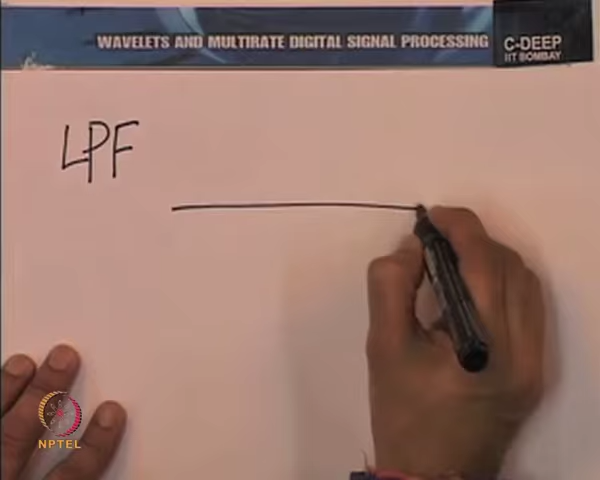 WAVELETS AND MULTIRATE DIGITAL SIGNAL PROCESSING
C-DEEP
IIT BOMBAY
LPF
NPTEL